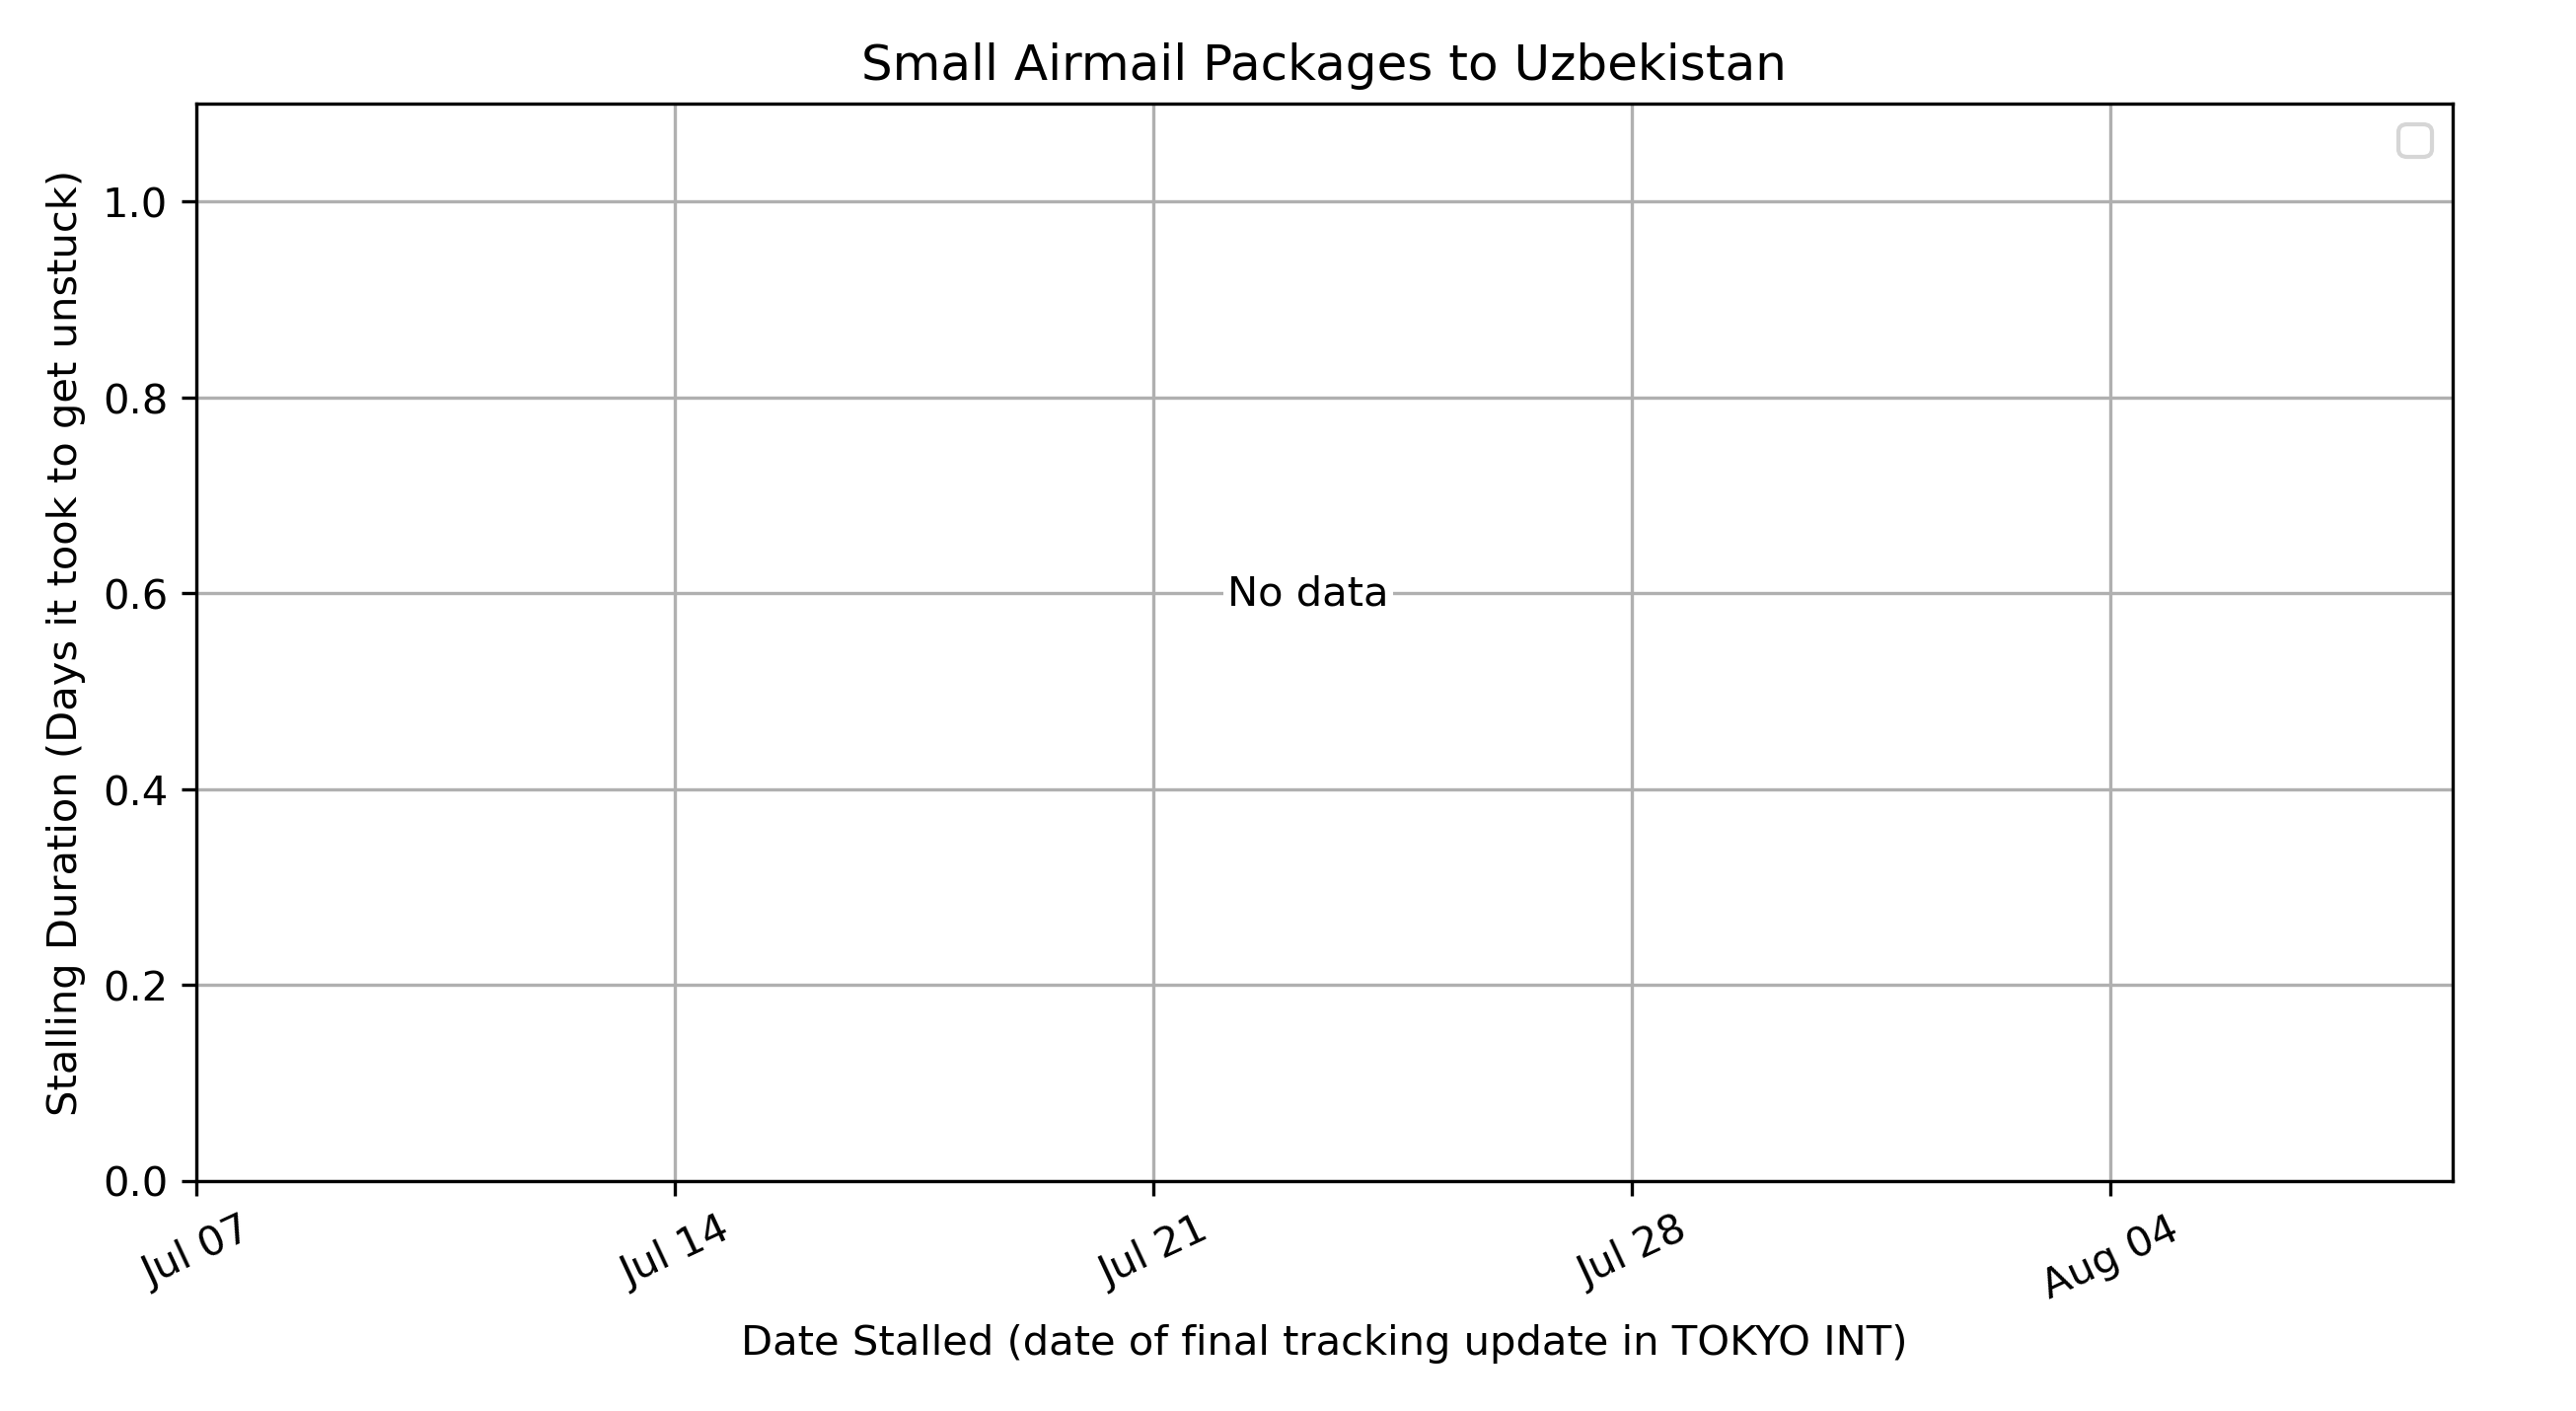 Small Airmail Packages to Uzbekistan
Stalling Duration (Days it took to get unstuck)
1.0
0.8
0.6
0.4
0.2
0.0
No data
Jul 07
Jul 14
Jul 21
Jul 28
Aug 04
Date Stalled (date of final tracking update in TOKYO INT)